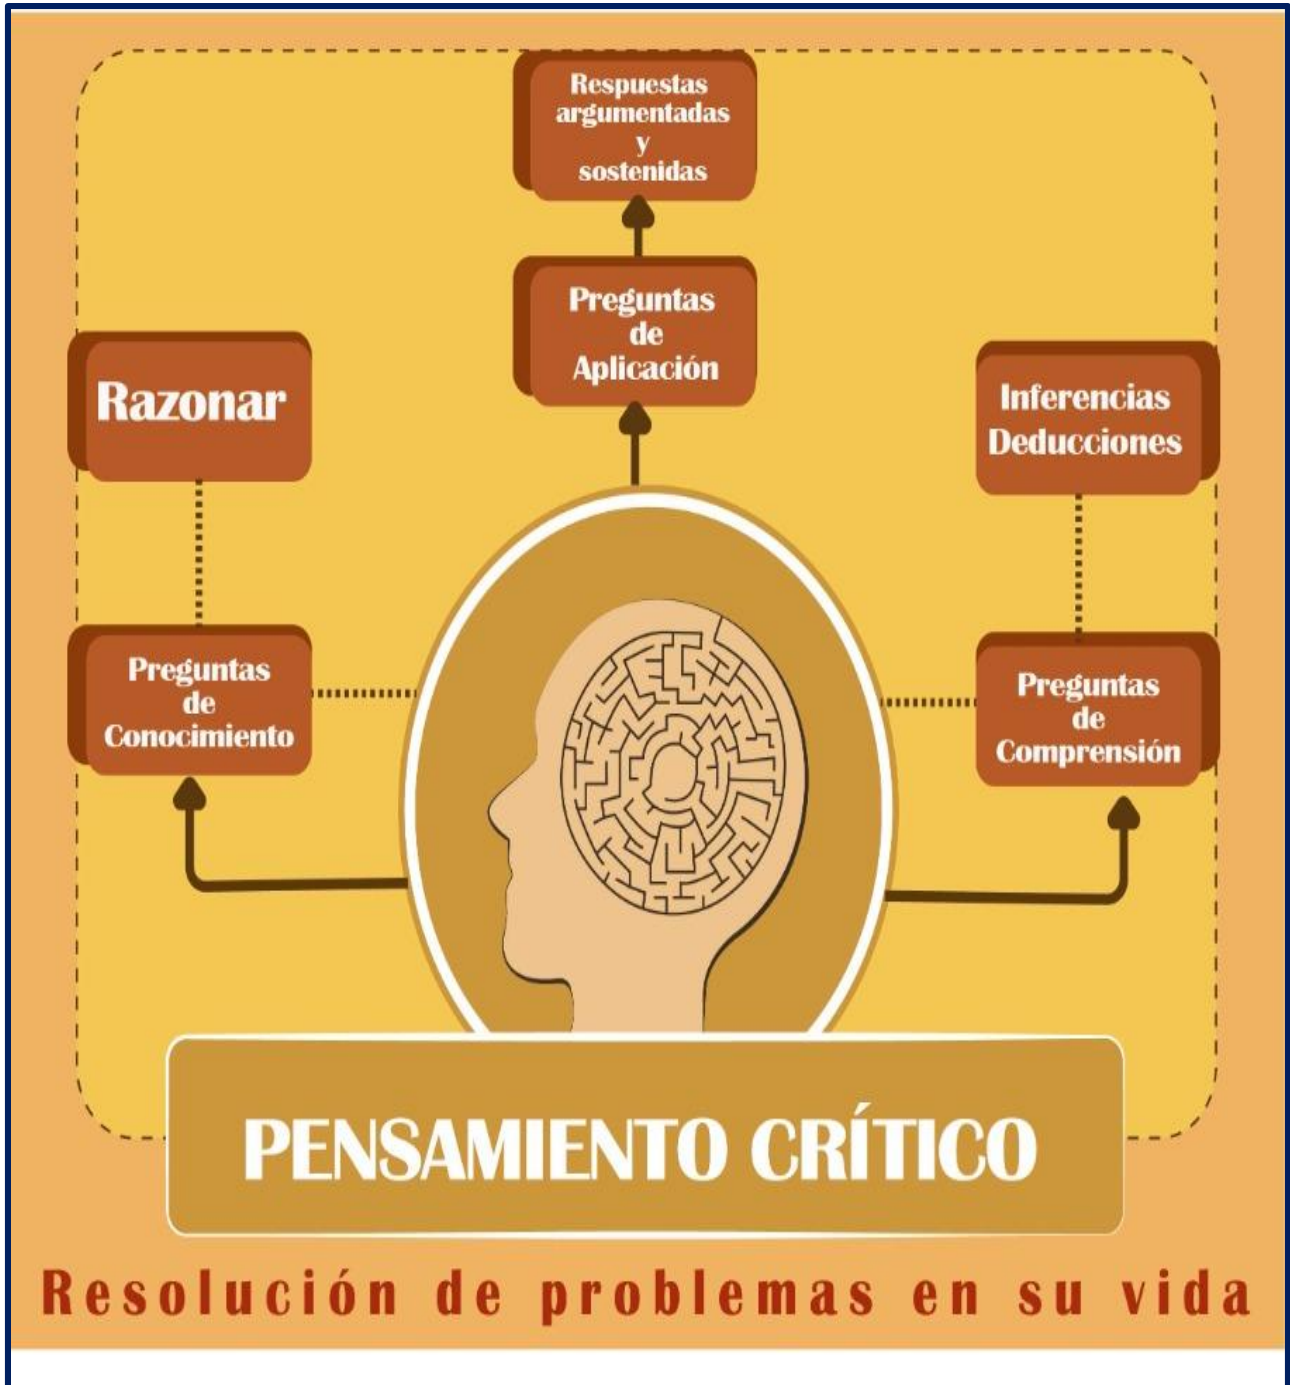 Respuestas
argumentadas
y
sostenidas
Preguntas
de
Aplicación
Razonar
Inferencias
Deducciones
Preguntas
de
Conocimiento
Preguntas
de
Comprensión
PENSAMIENTO CRÍTICO
Resolución de problemas en su vida